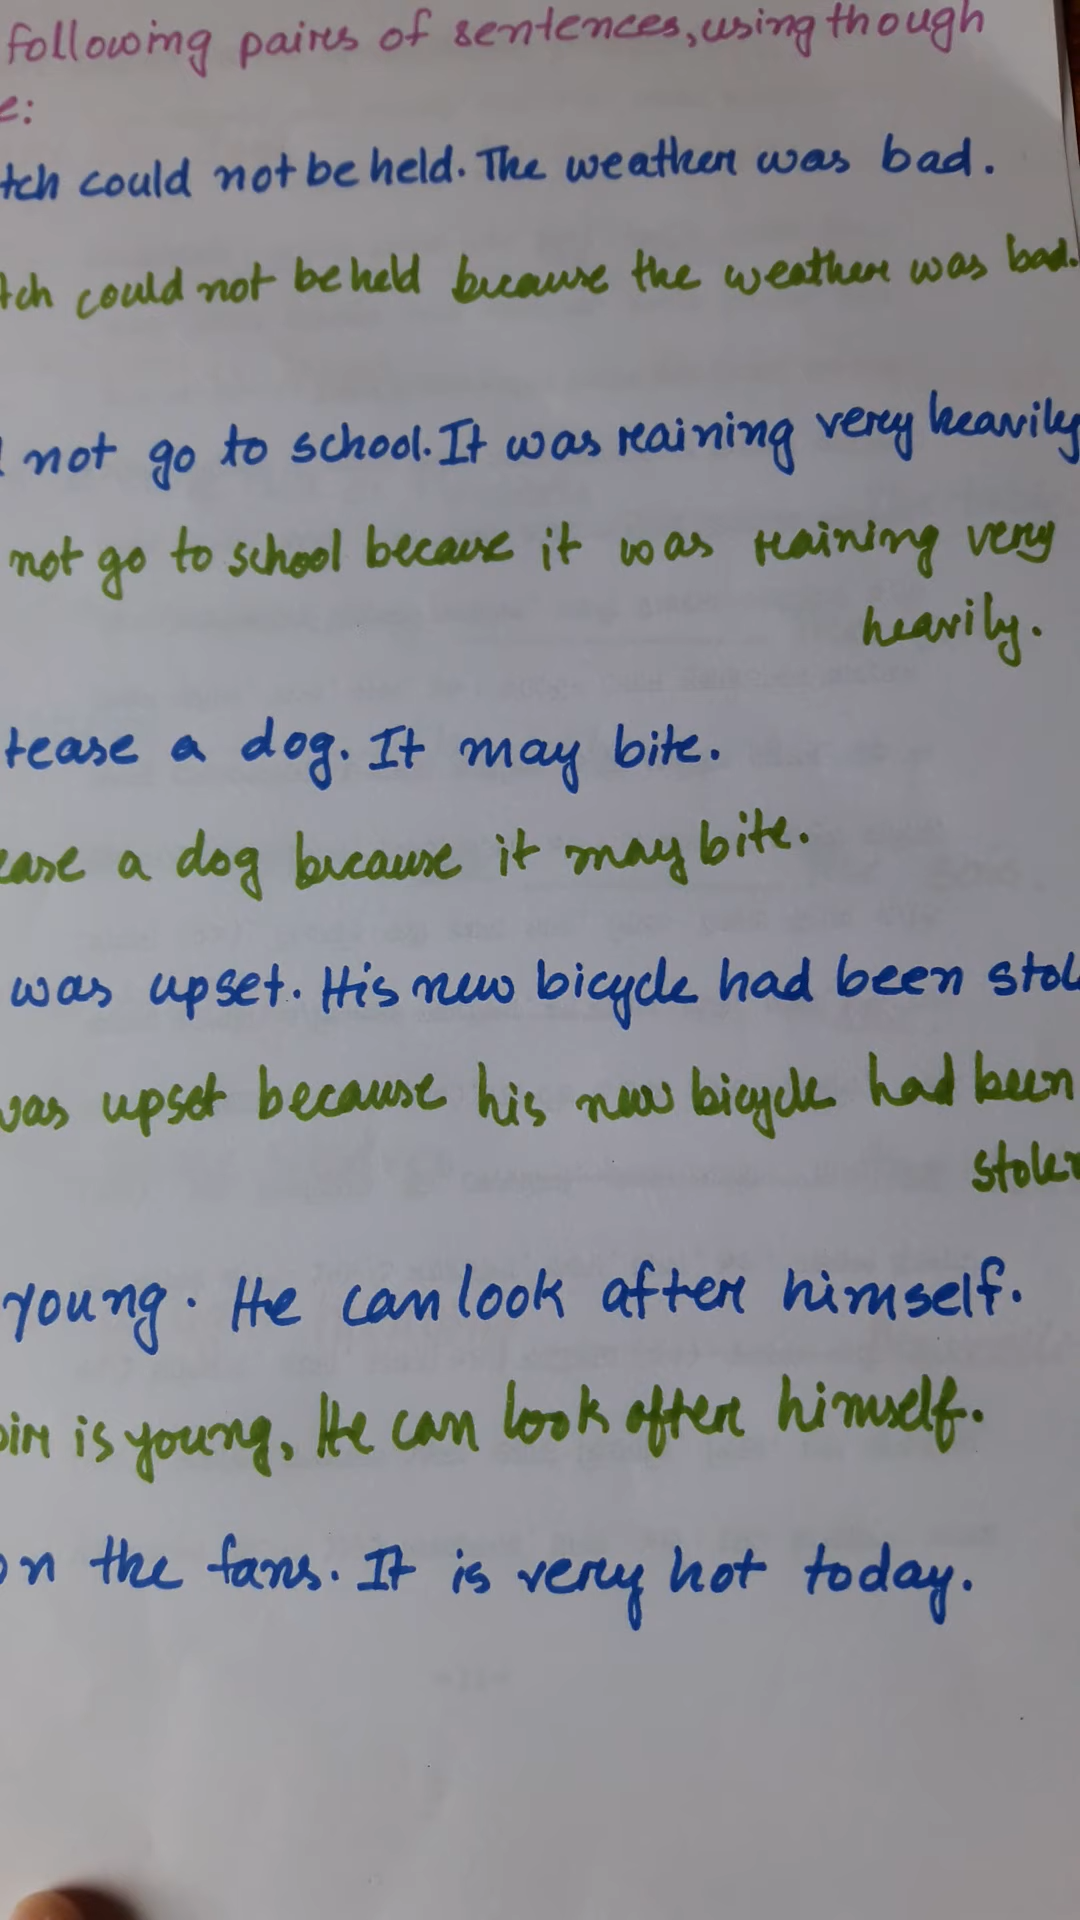 following pairs of sentences, using though
e:
tch could not be held. The weather was bad.
tch could not be held because the weather was bad.
not go to school. It was raining very heavily
not go to school because it was raining very
heavily.
tease a dog. It may bite.
ease a dog because it may bite.
was upset. His new bicycle had been stole
was upset because his new bicycle had been
stolen
young. He can look after himself.
bir is young, He can look after himself.
on the fans. It is very hot today.